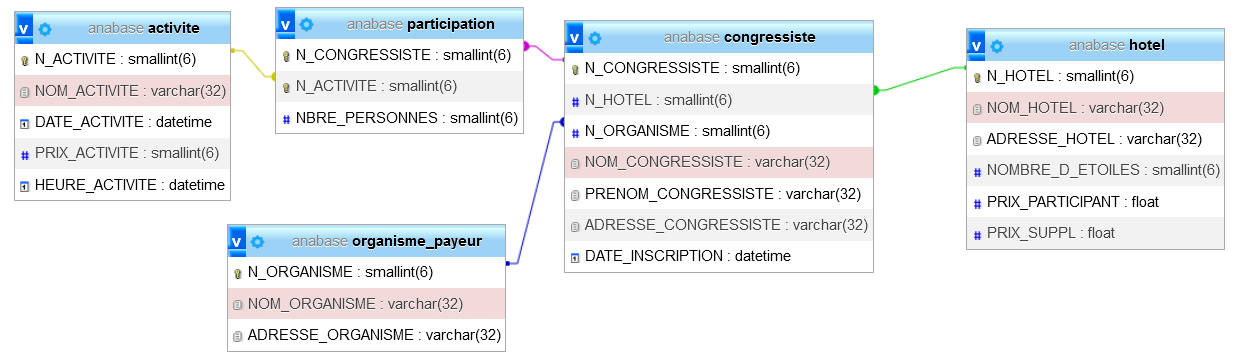 v anabase activite
N_ACTIVITE : smallint(6)
NOM_ACTIVITE : varchar(32)
DATE_ACTIVITE : datetime
# PRIX_ACTIVITE : smallint(6)
HEURE_ACTIVITE : datetime
v anabase participation
N_CONGRESSISTE : smallint(6)
N_ACTIVITE : smallint(6)
# NBRE_PERSONNES : smallint(6)
v anabase congressiste
N_CONGRESSISTE : smallint(6)
# N_HOTEL : smallint(6)
# N_ORGANISME : smallint(6)
NOM_CONGRESSISTE : varchar(32)
PRENOM_CONGRESSISTE : varchar(32)
ADRESSE_CONGRESSISTE : varchar(32)
DATE_INSCRIPTION : datetime
v anabase hotel
N_HOTEL : smallint(6)
NOM_HOTEL : varchar(32)
ADRESSE_HOTEL : varchar(32)
# NOMBRE_D_ETOILES : smallint(6)
# PRIX_PARTICIPANT : float
# PRIX_SUPPL : float
v anabase organisme_payeur
N_ORGANISME : smallint(6)
NOM_ORGANISME : varchar(32)
ADRESSE_ORGANISME : varchar(32)